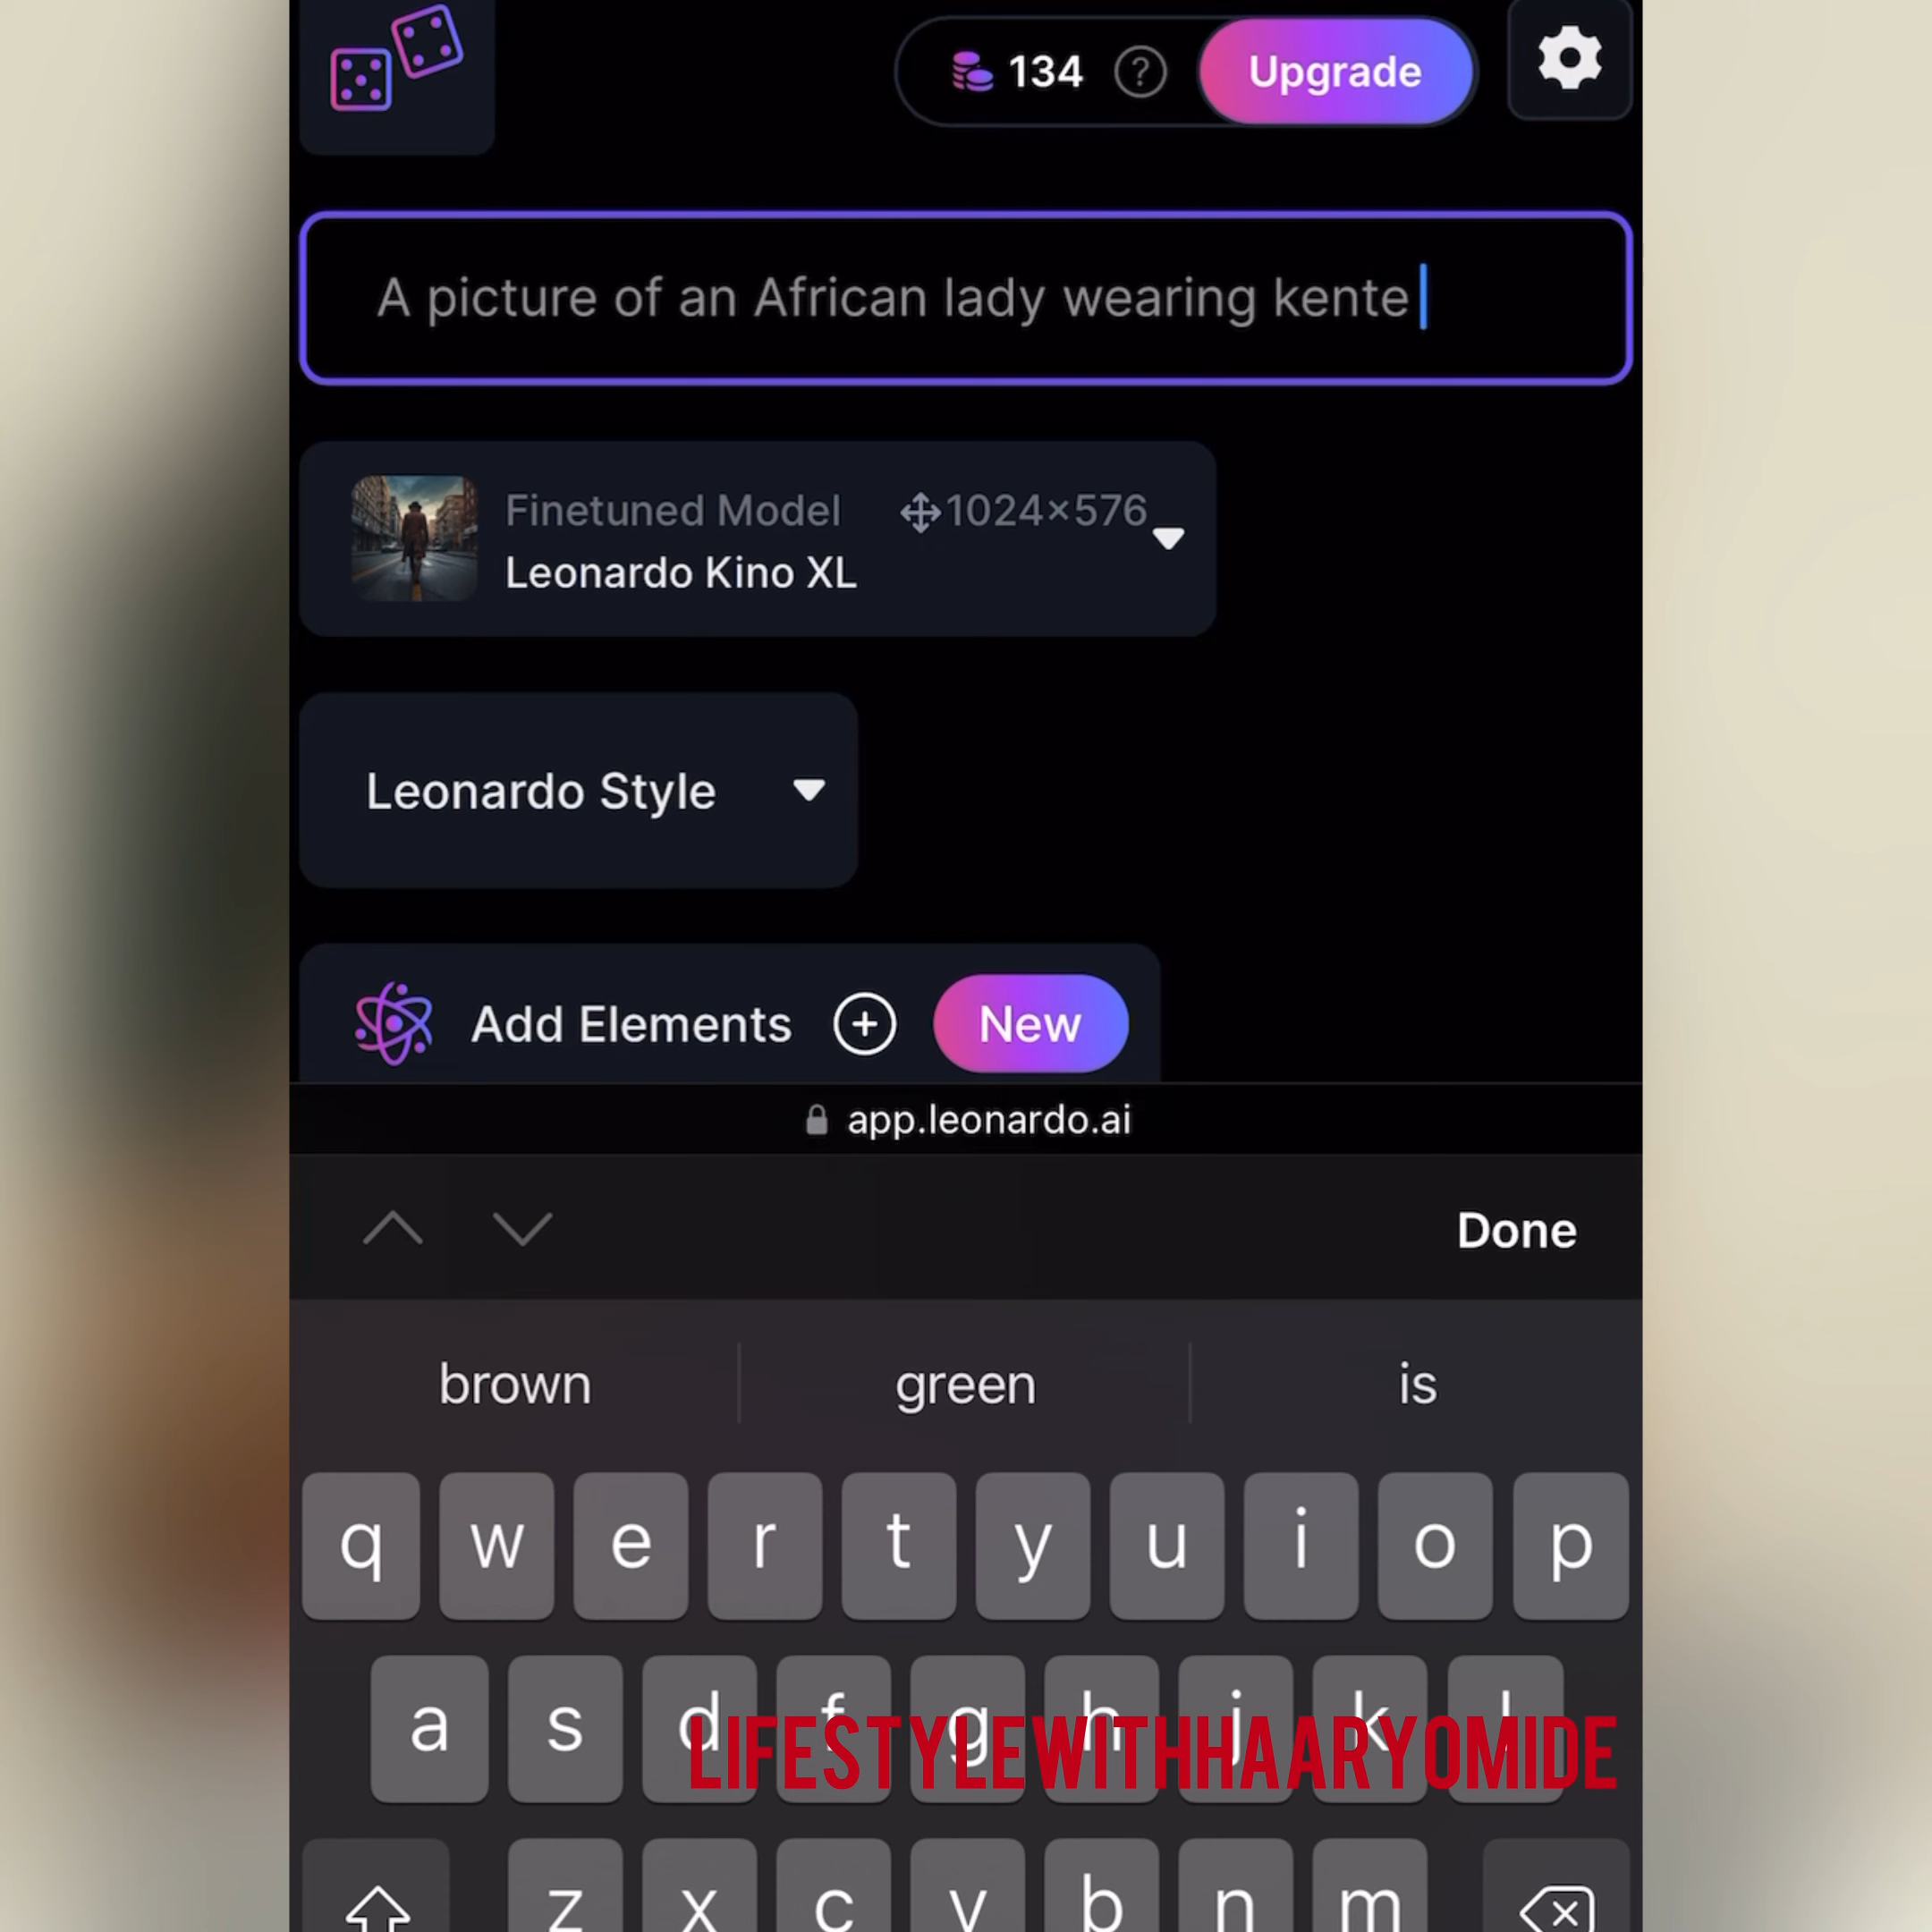 134 ? Upgrade
A picture of an African lady wearing kente
Finetuned Model 1024×576
Leonardo Kino XL
Leonardo Style
Add Elements + New
app.leonardo.ai
Done
brown green is
q w e r t y u i o p
a s d f g h j k l
LIFESTYLEWITHHAARYOMIDE
z x c v b n m